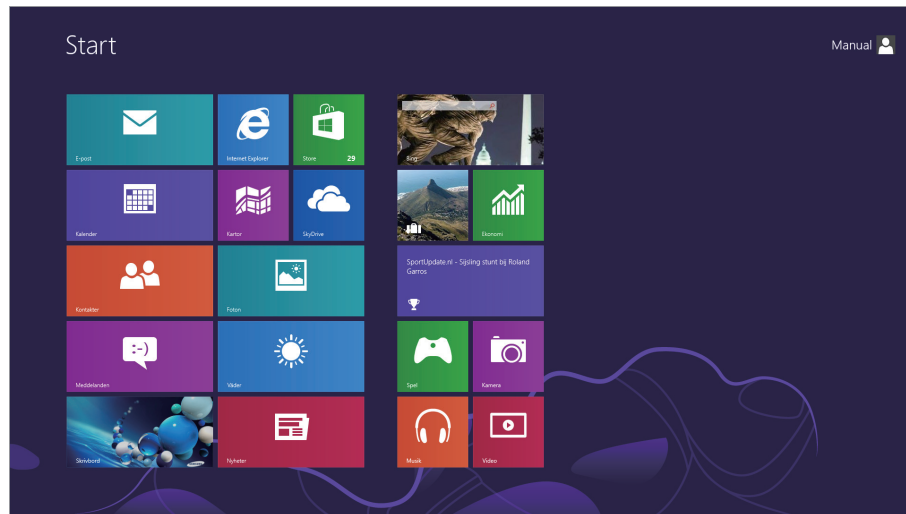 Start
Manual
E-post
Internet Explorer
Store
29
Bing
Kalender
Kartor
SkyDrive
Ekonomi
Kontakter
Foton
SportUpdate.nl - Sijsling stunt bij Roland
Garros
Meddelanden
Väder
Spel
Kamera
Skrivbord
Nyheter
Musik
Video
:-)